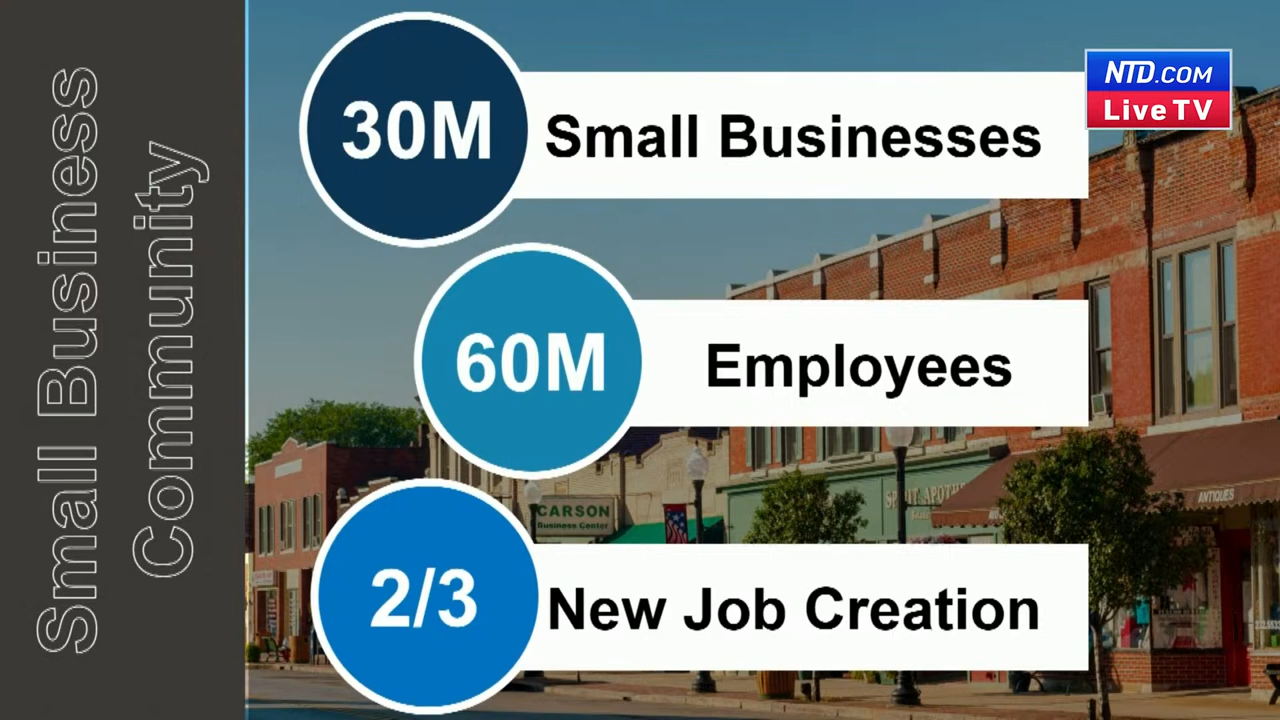 Small Business
Community
30M
Small Businesses
60M
Employees
2/3
New Job Creation
NTD.COM
Live TV
CARSON
Business Center
ANTIQUES